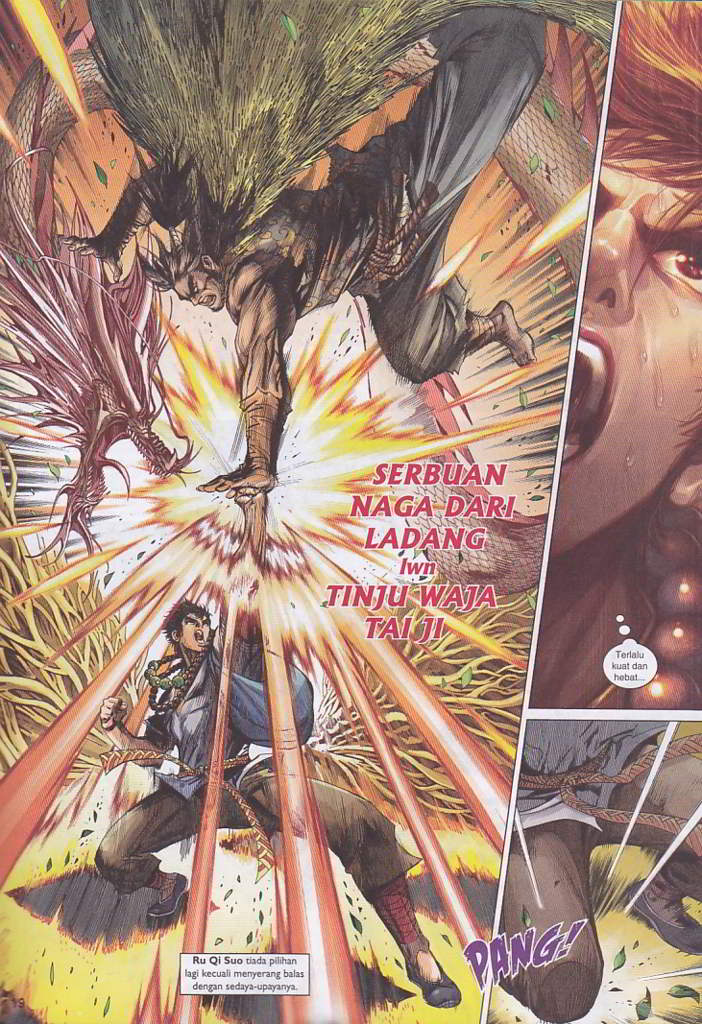 SERBUAN
NAGA DARI
LADANG
lwn
TINJU WAJA
TAI JI
Terlalu
kuat dan
hebat...
Ru Qi Suo tiada pilihan
lagi kecuali menyerang balas
dengan sedaya-upayanya.
PANG!